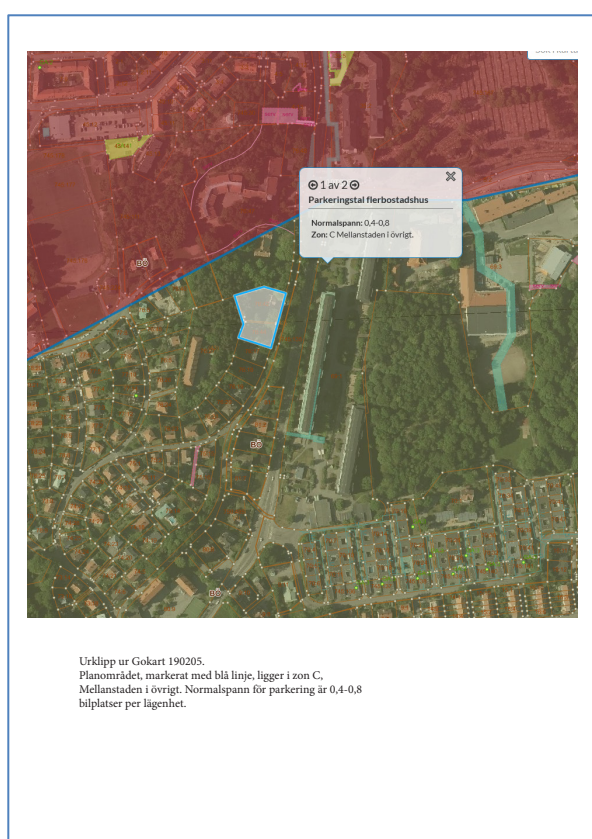 1 av 2
Parkeringstal flerbostadshus
Normalspann: 0,4-0,8
Zon: C Mellanstaden i övrigt.
BÖ
BÖ
BÖ
Urklipp ur Gokart 190205.
Planområdet, markerat med blå linje, ligger i zon C,
Mellanstaden i övrigt. Normalspann för parkering är 0,4-0,8
bilplatser per lägenhet.